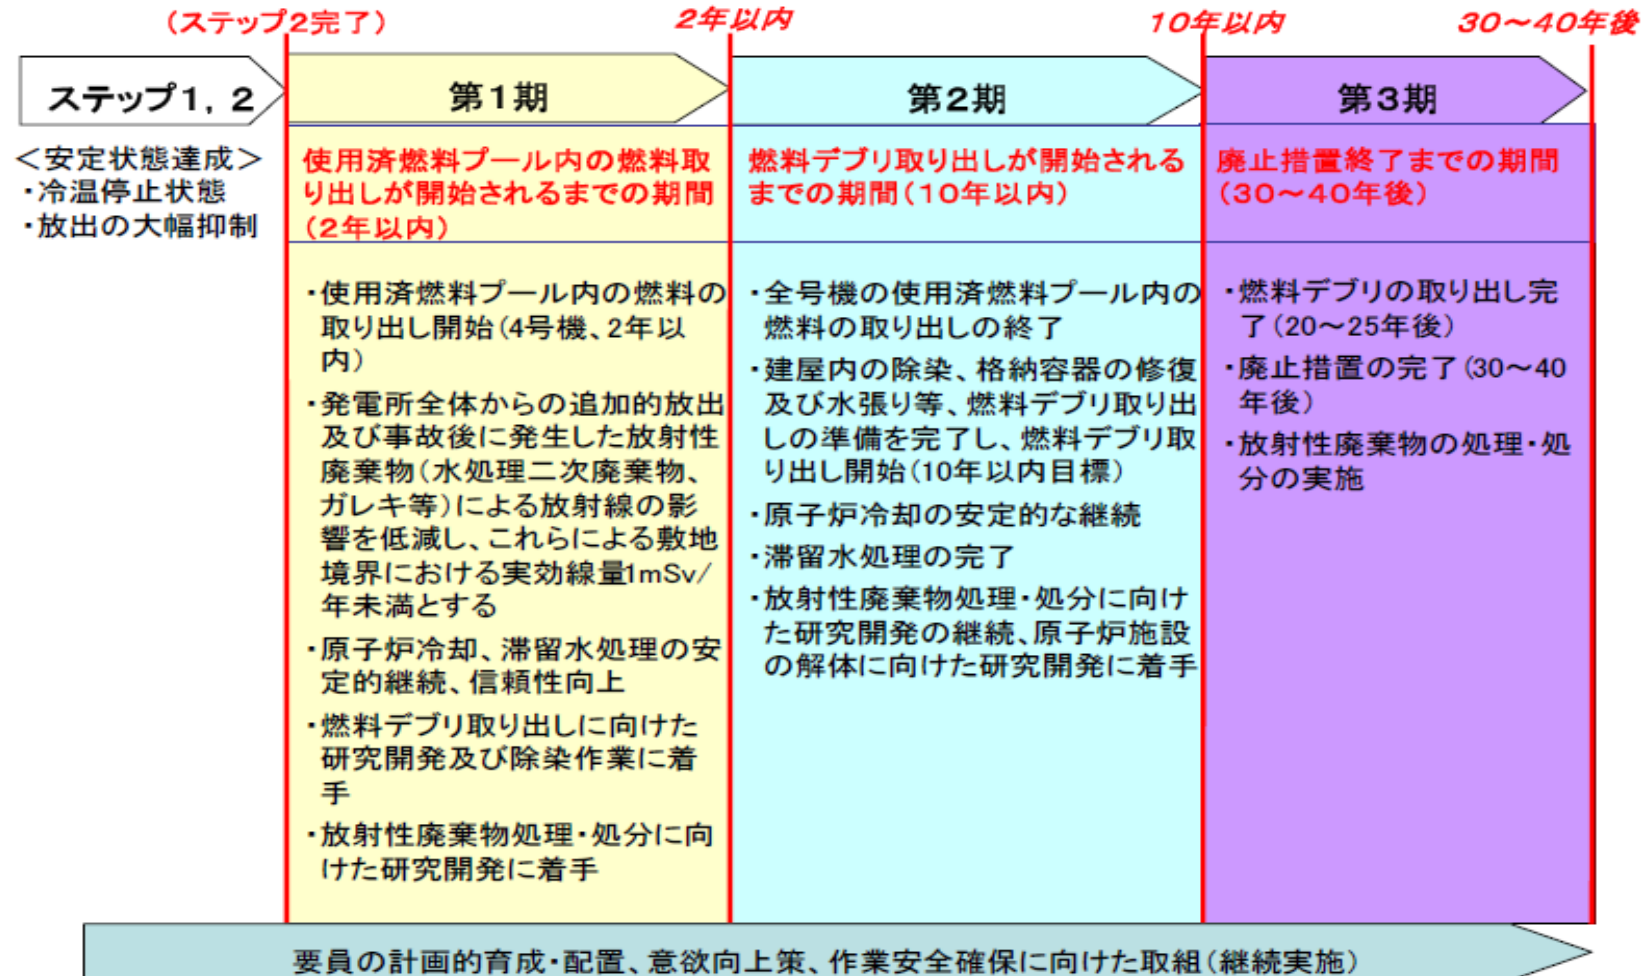 (ステップ2完了)
2年以内
10年以内
30～40年後
ステップ1, 2
第1期
第2期
第3期
＜安定状態達成＞
・冷温停止状態
・放出の大幅抑制
使用済燃料プール内の燃料取
り出しが開始されるまでの期間
(2年以内)
燃料デブリ取り出しが開始される
までの期間(10年以内)
廃止措置終了までの期間
(30～40年後)
・使用済燃料プール内の燃料の
取り出し開始(4号機、2年以
内)
・発電所全体からの追加的放出
及び事故後に発生した放射性
廃棄物(水処理二次廃棄物、
ガレキ等)による放射線の影
響を低減し、これらによる敷地
境界における実効線量1mSv/
年未満とする
・原子炉冷却、滞留水処理の安
定的継続、信頼性向上
・燃料デブリ取り出しに向けた
研究開発及び除染作業に着
手
・放射性廃棄物処理・処分に向
けた研究開発に着手
・全号機の使用済燃料プール内の
燃料の取り出しの終了
・建屋内の除染、格納容器の修復
及び水張り等、燃料デブリ取り出
しの準備を完了し、燃料デブリ取
り出し開始(10年以内目標)
・原子炉冷却の安定的な継続
・滞留水処理の完了
・放射性廃棄物処理・処分に向け
た研究開発の継続、原子炉施設
の解体に向けた研究開発に着手
・燃料デブリの取り出し完
了(20～25年後)
・廃止措置の完了(30～40
年後)
・放射性廃棄物の処理・処
分の実施
要員の計画的育成・配置、意欲向上策、作業安全確保に向けた取組(継続実施)